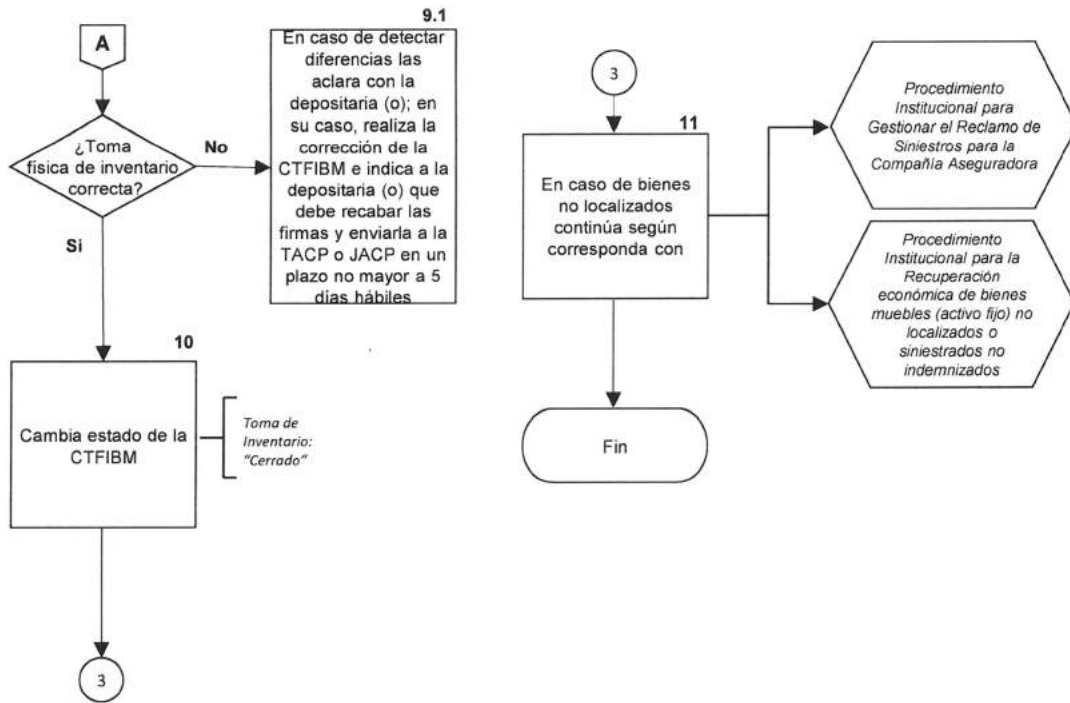 A
¿Toma
física de inventario
correcta?
No
Si
9.1
En caso de detectar
diferencias las
aclara con la
depositaria (o); en
su caso, realiza la
corrección de la
CTFIBM e indica a la
depositaria (o) que
debe recabar las
firmas y enviarla a la
TACP o JACP en un
plazo no mayor a 5
días hábiles
10
Cambia estado de la
CTFIBM
Toma de
Inventario:
“Cerrado”
3
3
11
En caso de bienes
no localizados
continúa según
corresponda con
Procedimiento
Institucional para
Gestionar el Reclamo de
Siniestros para la
Compañía Aseguradora
Procedimiento
Institucional para la
Recuperación
económica de bienes
muebles (activo fijo) no
localizados o
siniestrados no
indemnizados
Fin